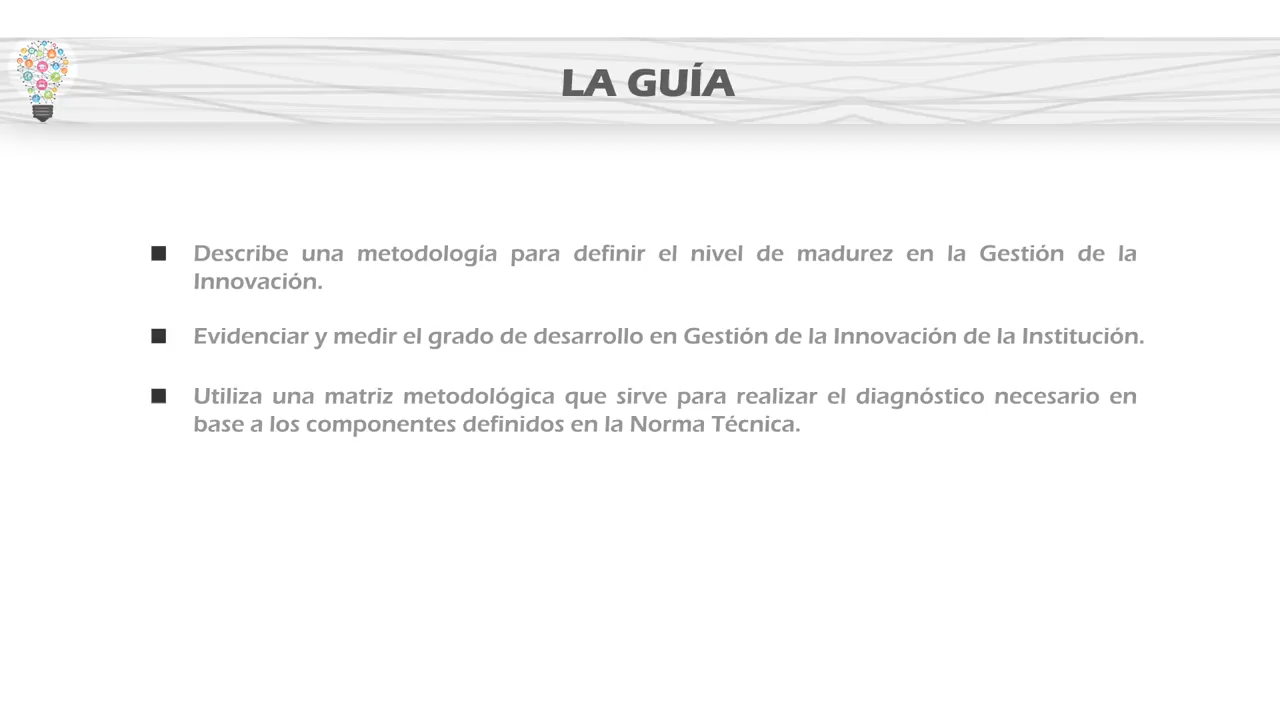 LA GUÍA
Describe una metodología para definir el nivel de madurez en la Gestión de la
Innovación.
Evidenciar y medir el grado de desarrollo en Gestión de la Innovación de la Institución.
Utiliza una matriz metodológica que sirve para realizar el diagnóstico necesario en
base a los componentes definidos en la Norma Técnica.